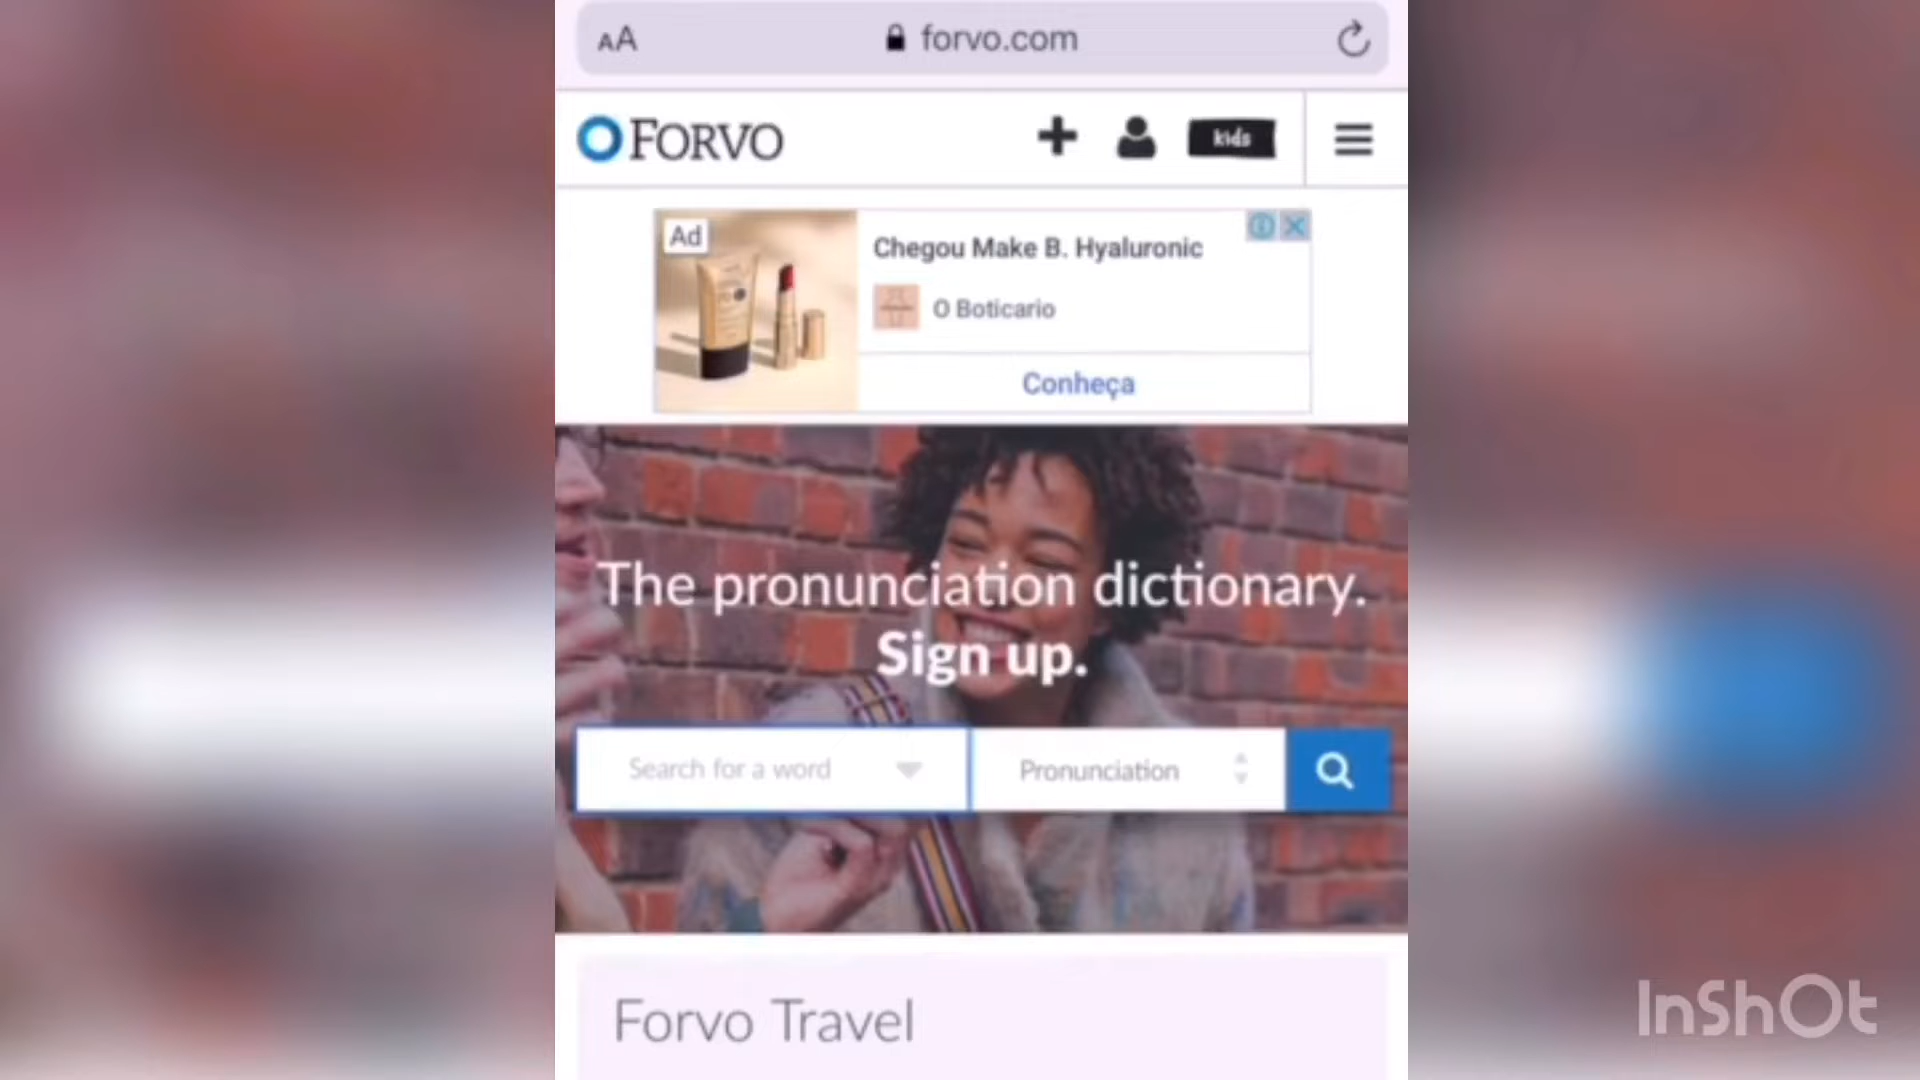 AA forvo.com
FORVO kids
Ad
Chegou Make B. Hyaluronic
O Boticario
Conheça
The pronunciation dictionary.
Sign up.
Search for a word Pronunciation
Forvo Travel
InShOt